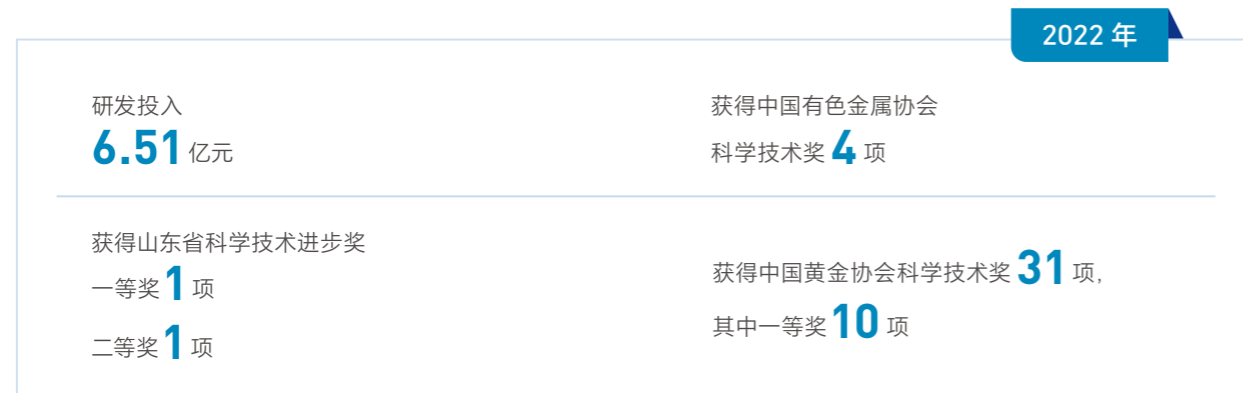 2022 年
研发投入
6.51 亿元
获得中国有色金属协会
科学技术奖 4 项
获得山东省科学技术进步奖
一等奖 1 项
二等奖 1 项
获得中国黄金协会科学技术奖 31 项,
其中一等奖 10 项